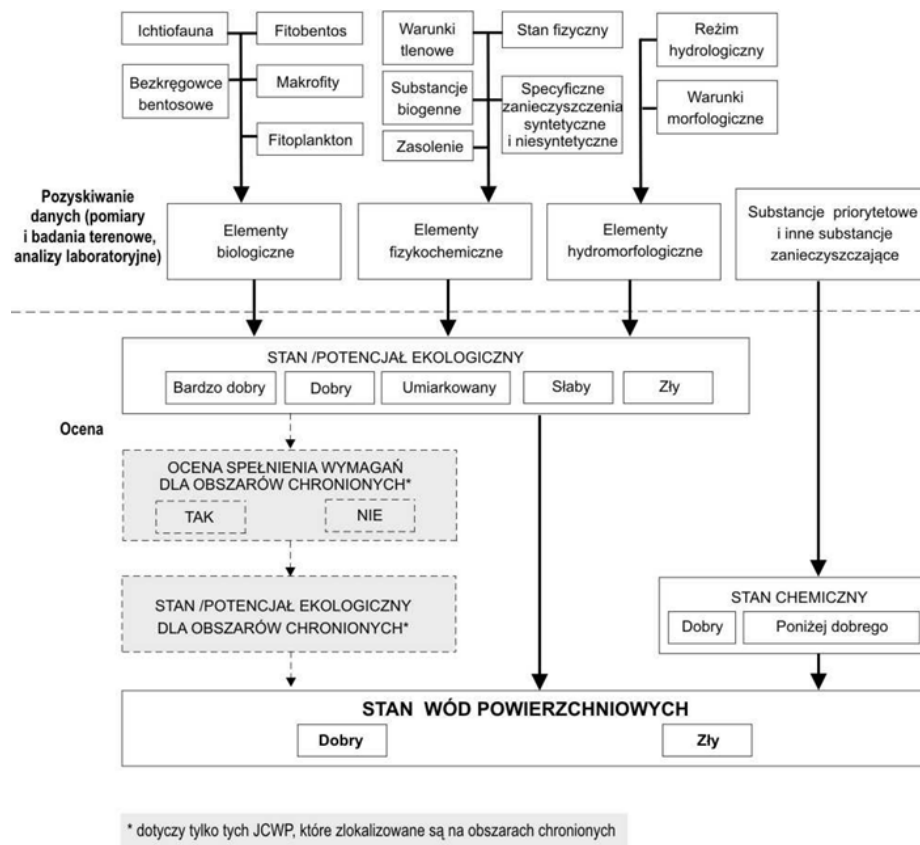 Ichtiofauna
Fitobentos
Bezkręgowce
bentosowe
Makrofity
Fitoplankton
Warunki
tlenowe
Stan fizyczny
Substancje
biogenne
Specyficzne
zanieczyszczenia
syntetyczne
i niesyntetyczne
Zasolenie
Reżim
hydrologiczny
Warunki
morfologiczne
Pozyskiwanie
danych (pomiary
i badania terenowe,
analizy laboratoryjne)
Elementy
biologiczne
Elementy
fizykochemiczne
Elementy
hydromorfologiczne
Substancje priorytetowe
i inne substancje
zanieczyszczające
STAN /POTENCJAŁ EKOLOGICZNY
Bardzo dobry
Dobry
Umiarkowany
Słaby
Zły
Ocena
OCENA SPEŁNIENIA WYMAGAŃ
DLA OBSZARÓW CHRONIONYCH*
TAK
NIE
STAN /POTENCJAŁ EKOLOGICZNY
DLA OBSZARÓW CHRONIONYCH*
STAN CHEMICZNY
Dobry
Poniżej dobrego
STAN WÓD POWIERZCHNIOWYCH
Dobry
Zły
* dotyczy tylko tych JCWP, które zlokalizowane są na obszarach chronionych